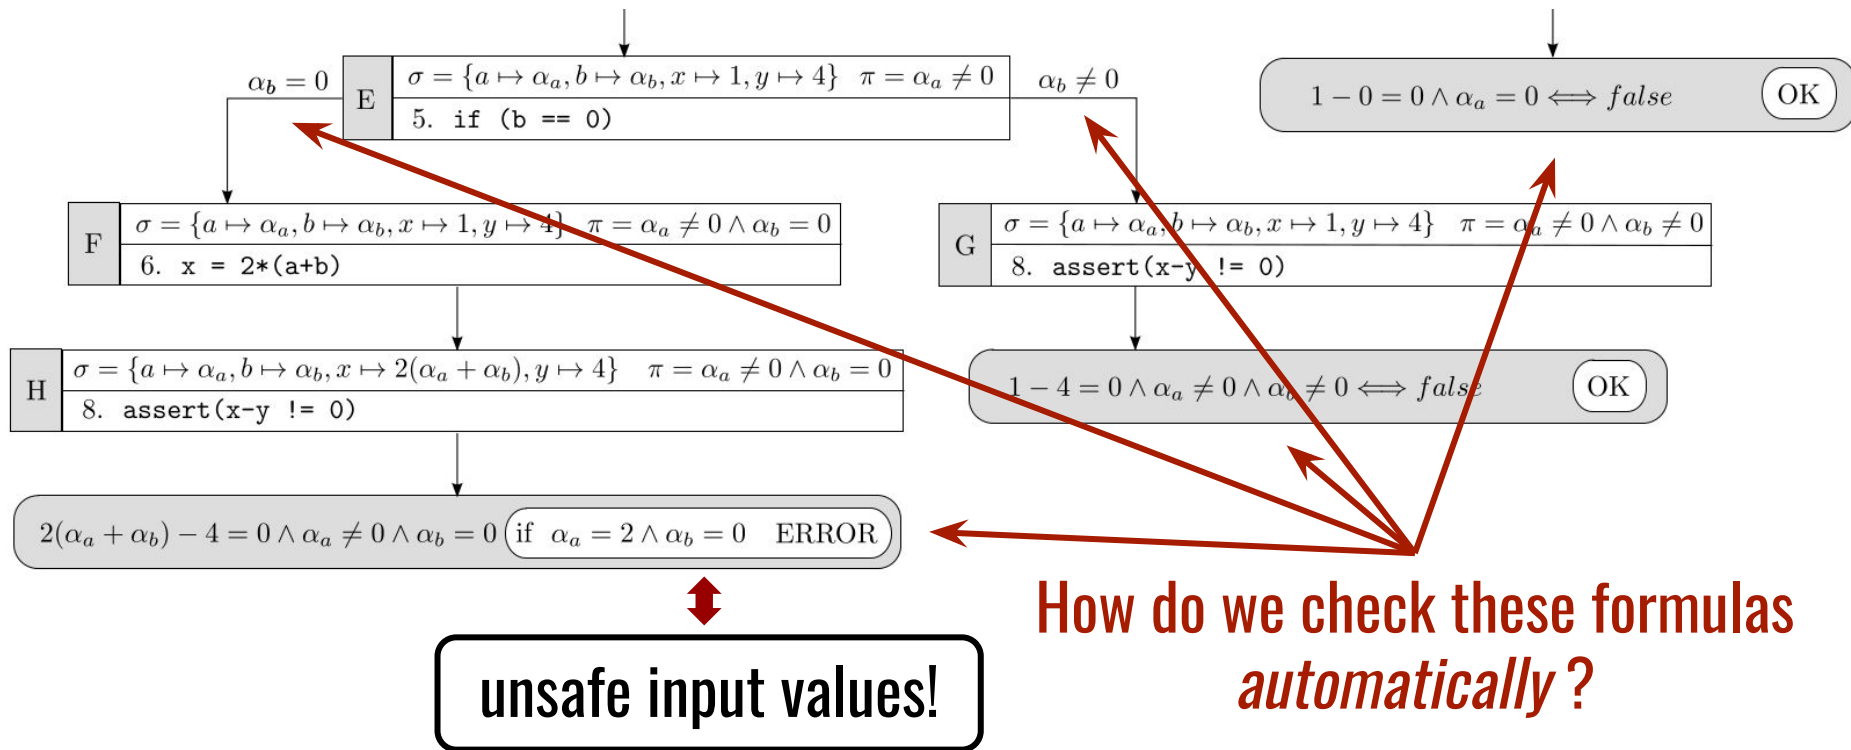 α_b = 0
E
σ = {a ↦ α_a, b ↦ α_b, x ↦ 1, y ↦ 4} π = α_a ≠ 0
5. if (b == 0)
α_b ≠ 0
1 − 0 = 0 ∧ α_a = 0 ⟺ false
OK
F
σ = {a ↦ α_a, b ↦ α_b, x ↦ 1, y ↦ 4} π = α_a ≠ 0 ∧ α_b = 0
6. x = 2*(a+b)
G
σ = {a ↦ α_a, b ↦ α_b, x ↦ 1, y ↦ 4} π = α_a ≠ 0 ∧ α_b ≠ 0
8. assert(x-y != 0)
H
σ = {a ↦ α_a, b ↦ α_b, x ↦ 2(α_a + α_b), y ↦ 4} π = α_a ≠ 0 ∧ α_b = 0
8. assert(x-y != 0)
1 − 4 = 0 ∧ α_a ≠ 0 ∧ α_b ≠ 0 ⟺ false
OK
2(α_a + α_b) − 4 = 0 ∧ α_a ≠ 0 ∧ α_b = 0
if α_a = 2 ∧ α_b = 0 ERROR
unsafe input values!
How do we check these formulas
automatically ?